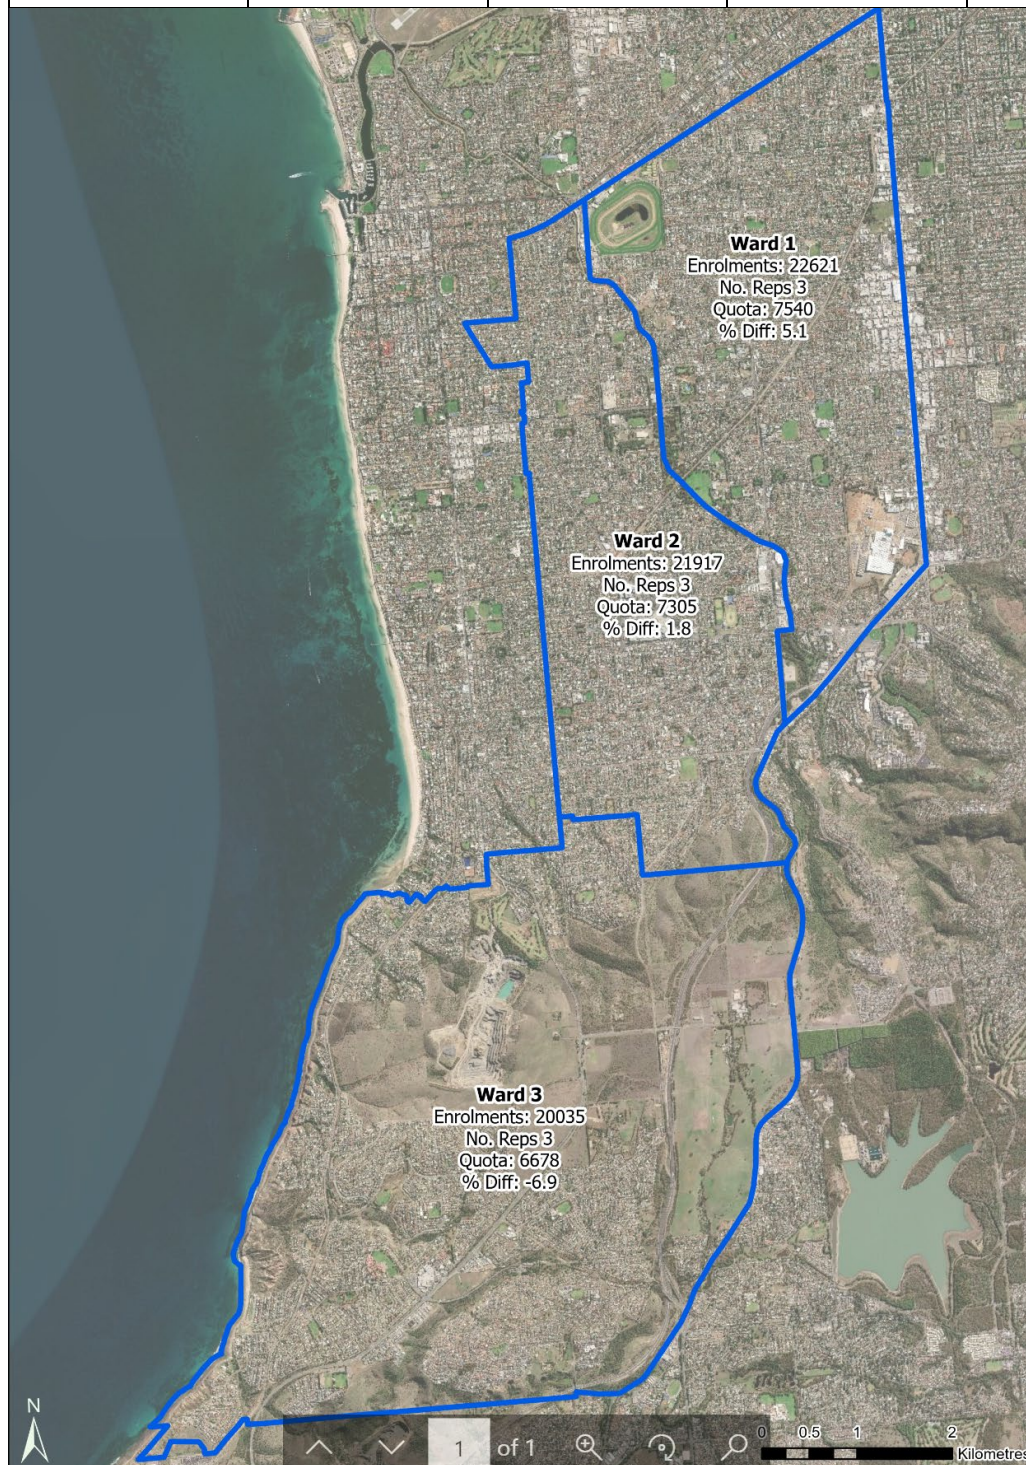 Ward 1
Enrolments: 22621
No. Reps 3
Quota: 7540
% Diff: 5.1
Ward 2
Enrolments: 21917
No. Reps 3
Quota: 7305
% Diff: 1.8
Ward 3
Enrolments: 20035
No. Reps 3
Quota: 6678
% Diff: -6.9
N
1 of 1
0 0.5 1 2
Kilometres